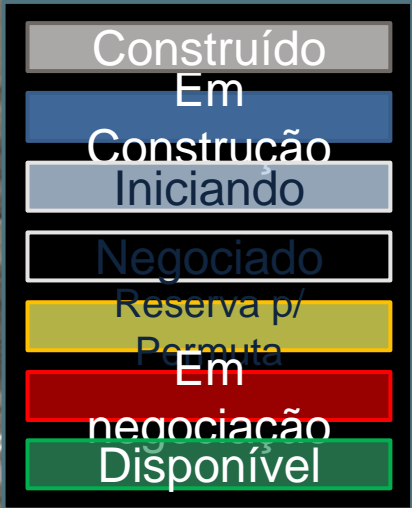 Construído
Em
Construção
Iniciando
Negociado
Reserva p/
Permuta
Em
negociação
Disponível